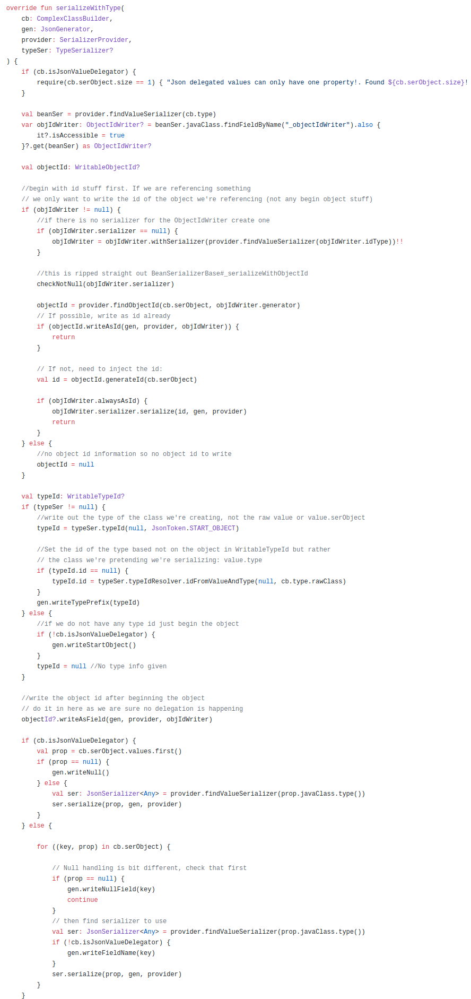 override fun serializeWithType(
    cb: ComplexClassBuilder,
    gen: JsonGenerator,
    provider: SerializerProvider,
    typeSer: TypeSerializer?
) {
    if (cb.isJsonValueDelegator) {
        require(cb.serObject.size == 1) { "Json delegated values can only have one property!. Found ${cb.serObject.size}!
    }

    val beanSer = provider.findValueSerializer(cb.type)
    var objIdWriter: ObjectIdWriter? = beanSer.javaClass.findFieldByName("_objectIdWriter").also {
        it?.isAccessible = true
    }?.get(beanSer) as ObjectIdWriter?

    val objectId: WritableObjectId?

    //begin with id stuff first. If we are referencing something
    // we only want to write the id of the object we're referencing (not any begin object stuff)
    if (objIdWriter != null) {
        //if there is no serializer for the ObjectIdWriter create one
        if (objIdWriter.serializer == null) {
            objIdWriter = objIdWriter.withSerializer(provider.findValueSerializer(objIdWriter.idType))!!
        }

        //this is ripped straight out BeanSerializerBase#_serializeWithObjectId
        checkNotNull(objIdWriter.serializer)

        objectId = provider.findObjectId(cb.serObject, objIdWriter.generator)
        // If possible, write as id already
        if (objectId.writeAsId(gen, provider, objIdWriter)) {
            return
        }

        // If not, need to inject the id:
        val id = objectId.generateId(cb.serObject)

        if (objIdWriter.alwaysAsId) {
            objIdWriter.serializer.serialize(id, gen, provider)
            return
        }
    } else {
        //no object id information so no object id to write
        objectId = null
    }

    val typeId: WritableTypeId?
    if (typeSer != null) {
        //write out the type of the class we're creating, not the raw value or value.serObject
        typeId = typeSer.typeId(null, JsonToken.START_OBJECT)

        //Set the id of the type based not on the object in WritableTypeId but rather
        // the class we're pretending we're serializing: value.type
        if (typeId.id == null) {
            typeId.id = typeSer.typeIdResolver.idFromValueAndType(null, cb.type.rawClass)
        }
        gen.writeTypePrefix(typeId)
    } else {
        //if we do not have any type id just begin the object
        if (!cb.isJsonValueDelegator) {
            gen.writeStartObject()
        }
        typeId = null //No type info given
    }

    //write the object id after beginning the object
    // do it in here as we are sure no delegation is happening
    objectId?.writeAsField(gen, provider, objIdWriter)

    if (cb.isJsonValueDelegator) {
        val prop = cb.serObject.values.first()
        if (prop == null) {
            gen.writeNull()
        } else {
            val ser: JsonSerializer<Any> = provider.findValueSerializer(prop.javaClass.type())
            ser.serialize(prop, gen, provider)
        }
    } else {

        for ((key, prop) in cb.serObject) {

            // Null handling is bit different, check that first
            if (prop == null) {
                gen.writeNullField(key)
                continue
            }
            // then find serializer to use
            val ser: JsonSerializer<Any> = provider.findValueSerializer(prop.javaClass.type())
            if (!cb.isJsonValueDelegator) {
                gen.writeFieldName(key)
            }
            ser.serialize(prop, gen, provider)
        }
    }